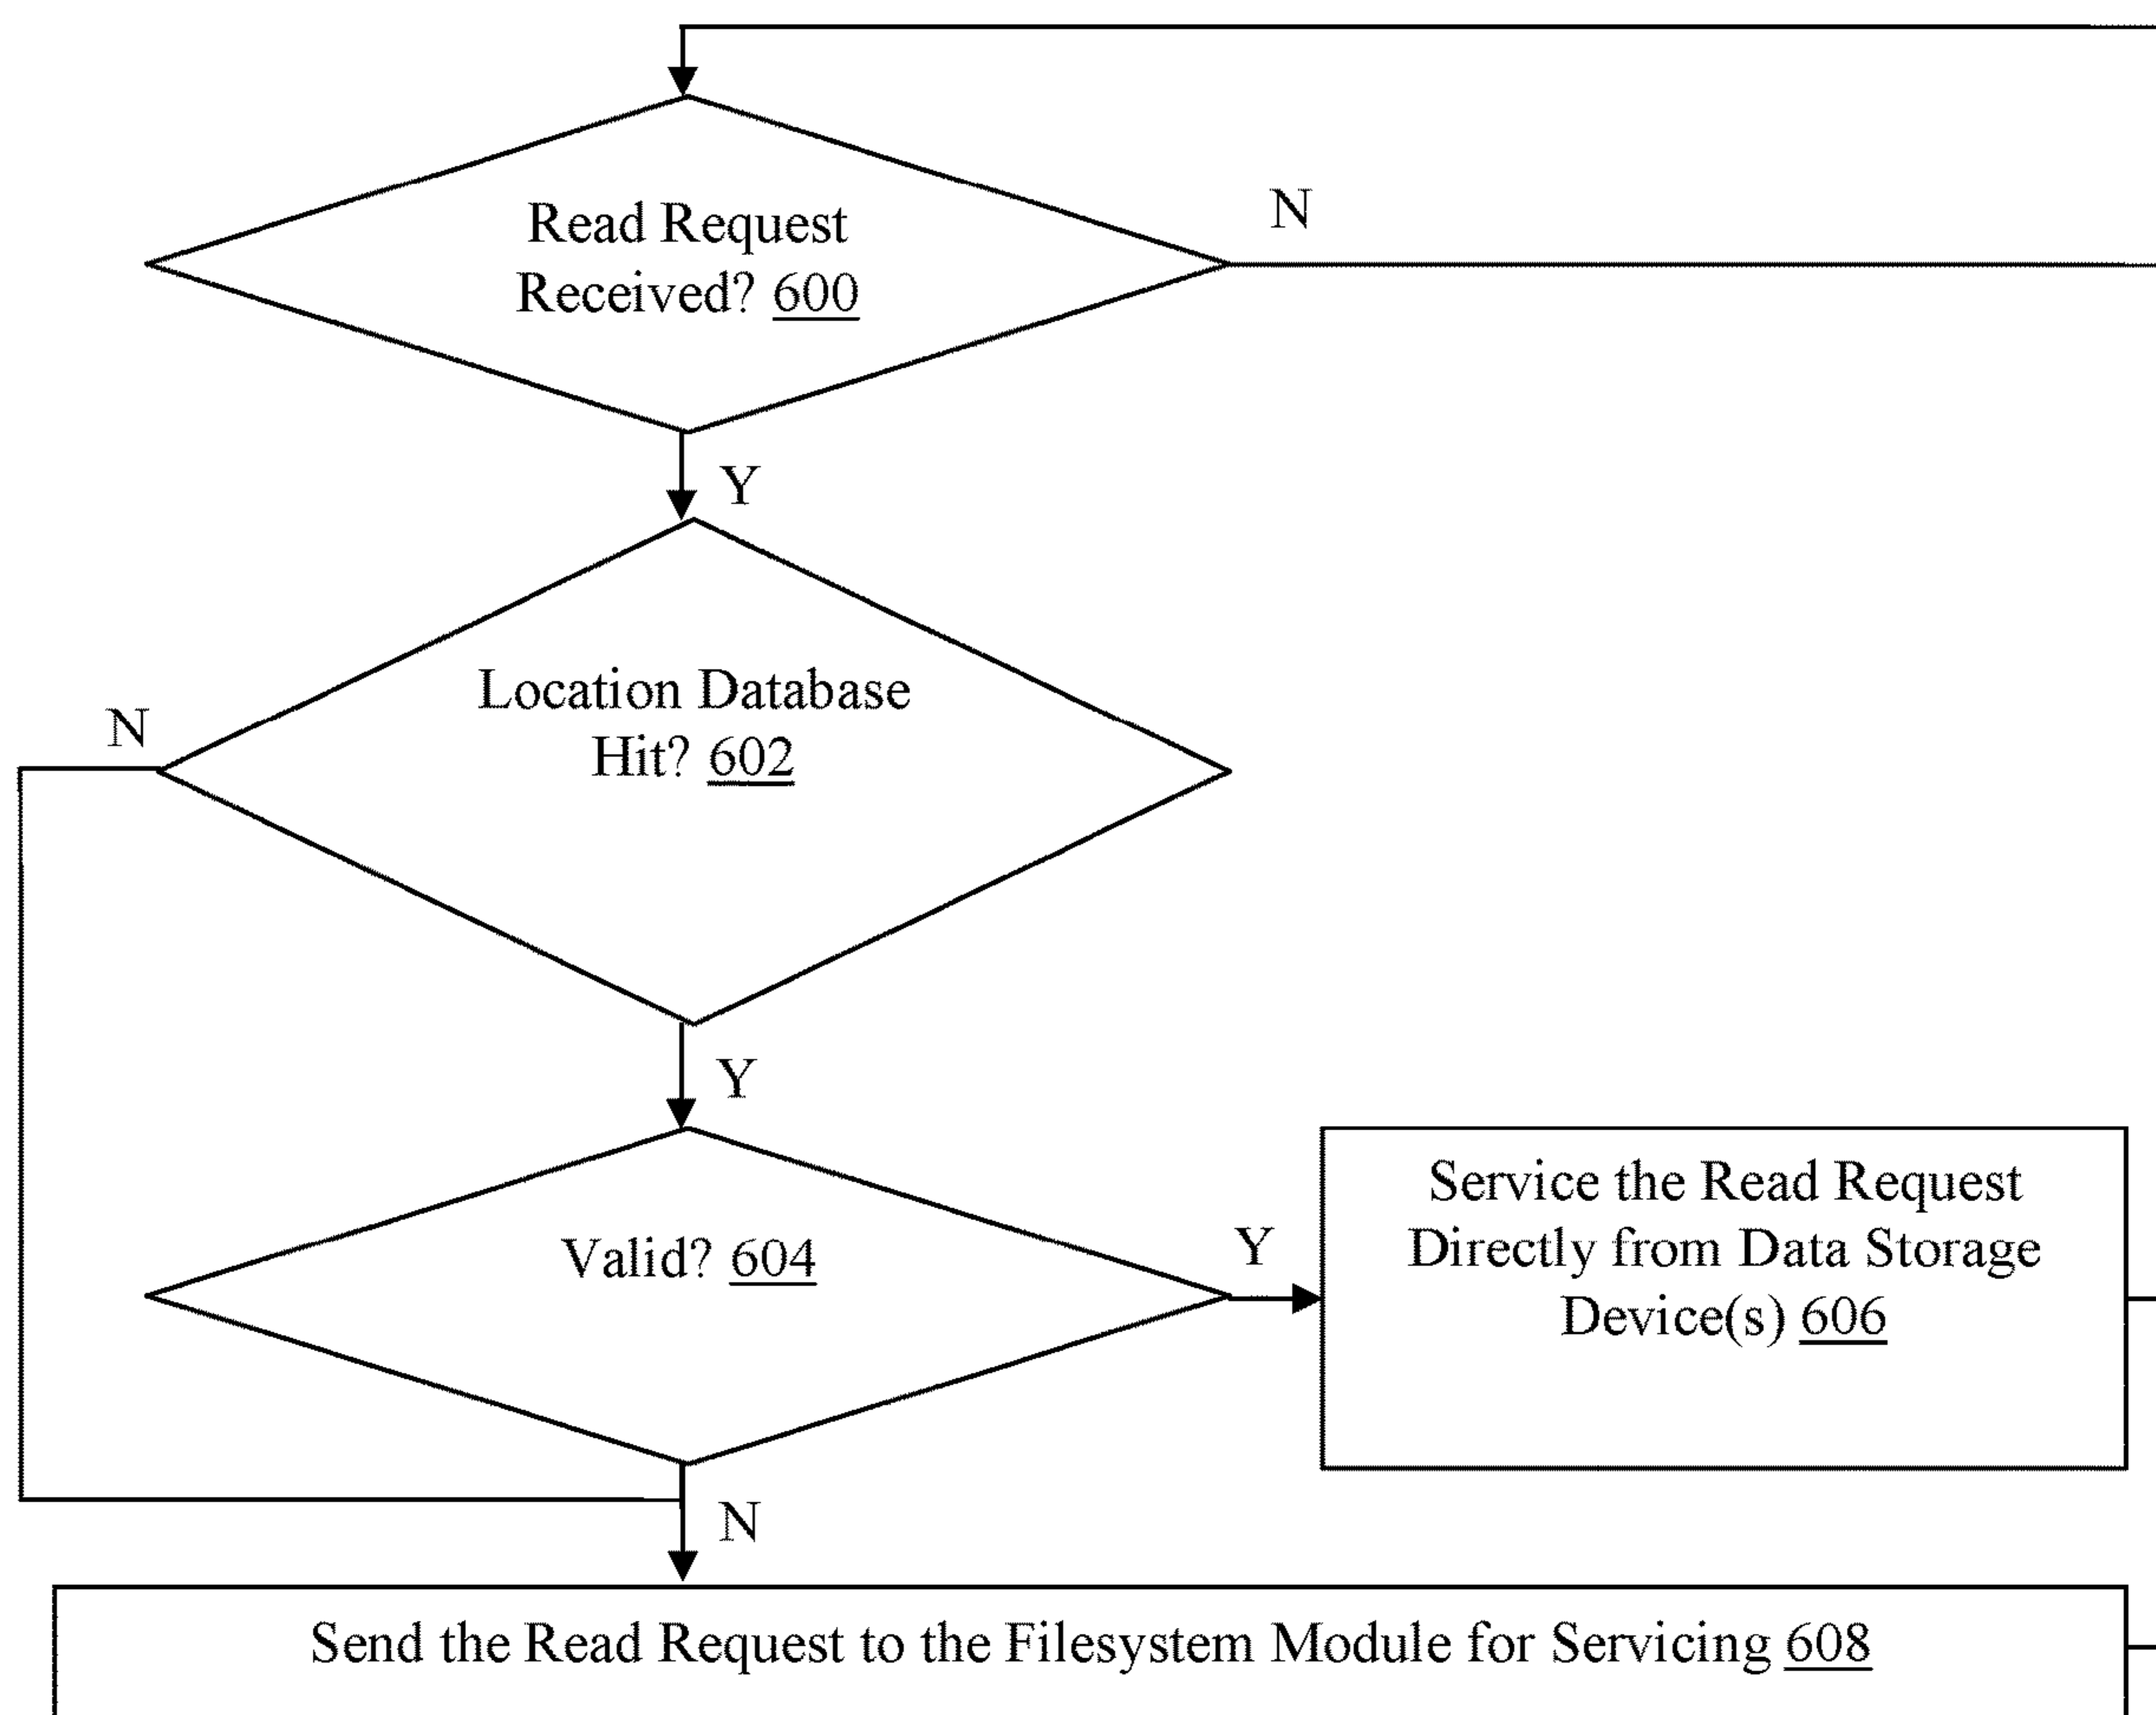 Read Request
Received? 600
N
Y
Location Database
Hit? 602
N
Y
Valid? 604
Y
Service the Read Request
Directly from Data Storage
Device(s) 606
N
Send the Read Request to the Filesystem Module for Servicing 608